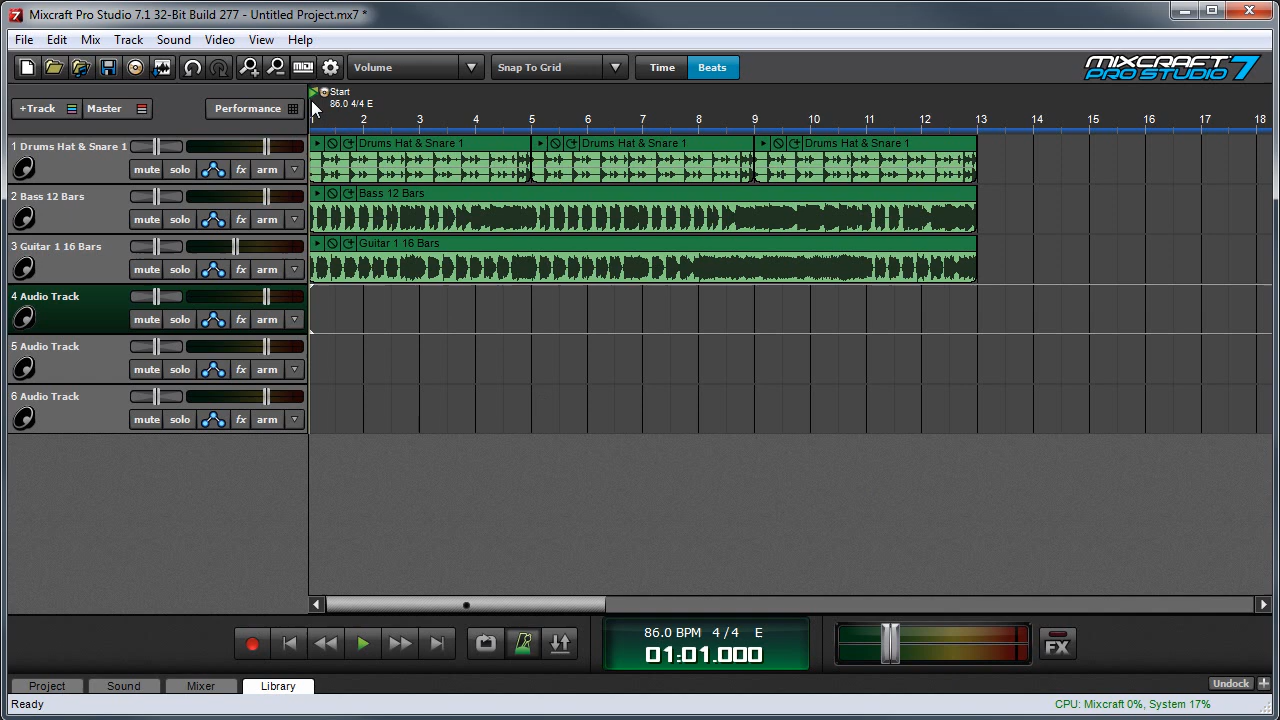 Mixcraft Pro Studio 7.1 32-Bit Build 277 - Untitled Project.mx7 *
File Edit Mix Track Sound Video View Help
Volume Snap To Grid Time Beats MIXCRAFT PRO STUDIO 7
+Track Master Performance
Start
86.0 4/4 E
1 2 3 4 5 6 7 8 9 10 11 12 13 14 15 16 17 18
1 Drums Hat & Snare 1 Drums Hat & Snare 1 Drums Hat & Snare 1 Drums Hat & Snare 1
mute solo fx arm
2 Bass 12 Bars Bass 12 Bars
mute solo fx arm
3 Guitar 1 16 Bars Guitar 1 16 Bars
mute solo fx arm
4 Audio Track
mute solo fx arm
5 Audio Track
mute solo fx arm
6 Audio Track
mute solo fx arm
86.0 BPM 4/4 E
01:01.000
FX
Project Sound Mixer Library Undock
Ready CPU: Mixcraft 0%, System 17%